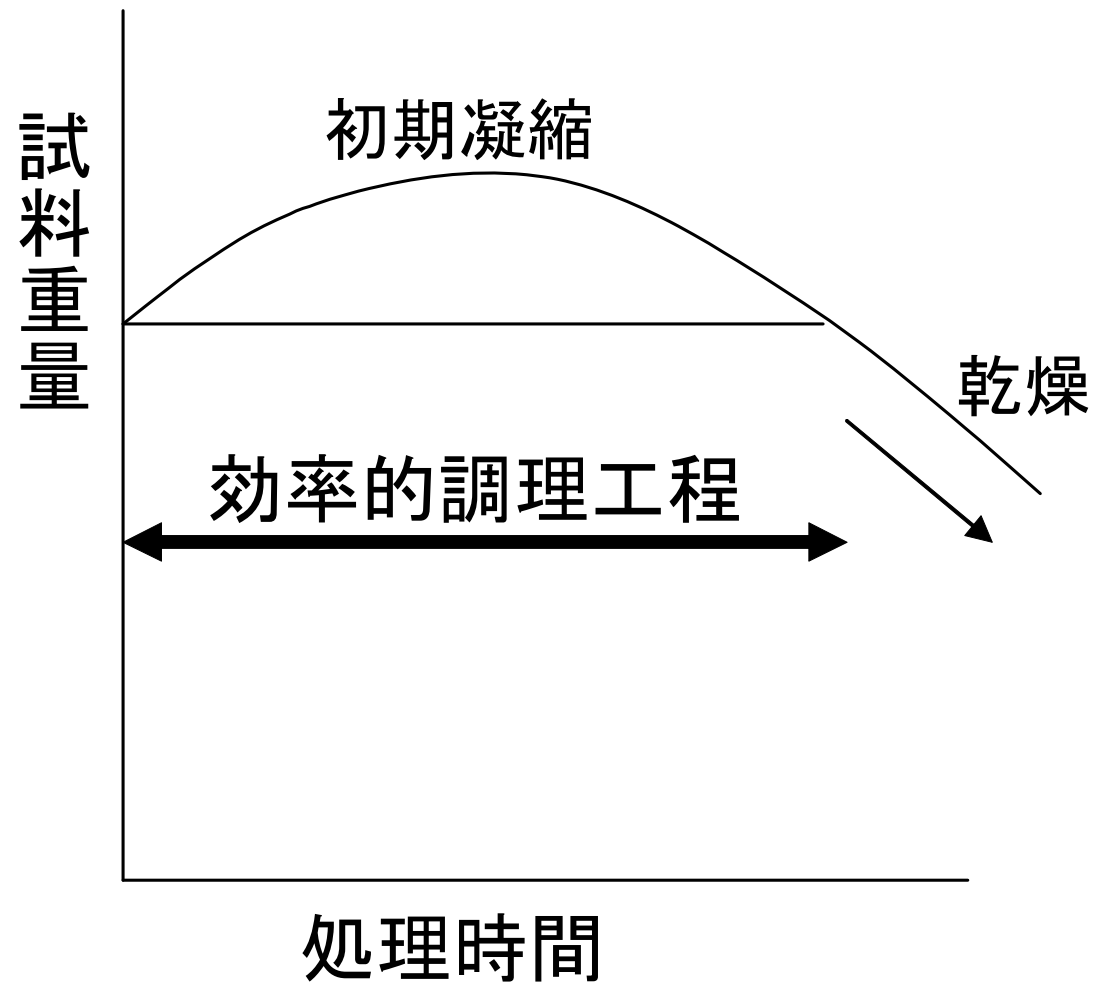 初期凝縮
試料重量
乾燥
効率的調理工程
処理時間